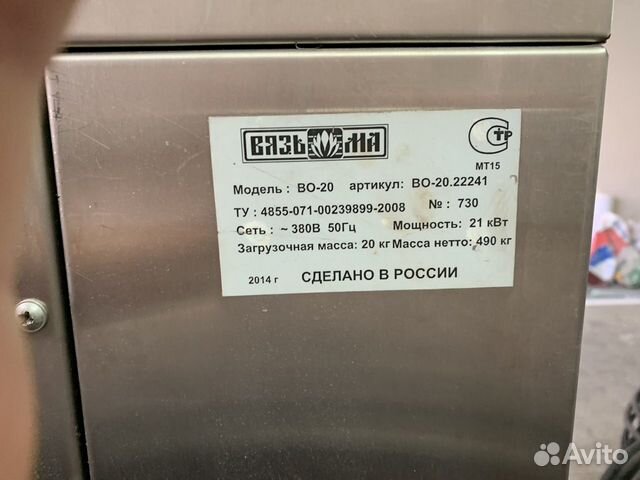 ВЯЗЬМА
СТР
МТ15
Модель : ВО-20 артикул: ВО-20.22241
ТУ : 4855-071-00239899-2008 № : 730
Сеть : ~ 380В 50Гц Мощность: 21 кВт
Загрузочная масса: 20 кг Масса нетто: 490 кг
2014 г СДЕЛАНО В РОССИИ
Avito